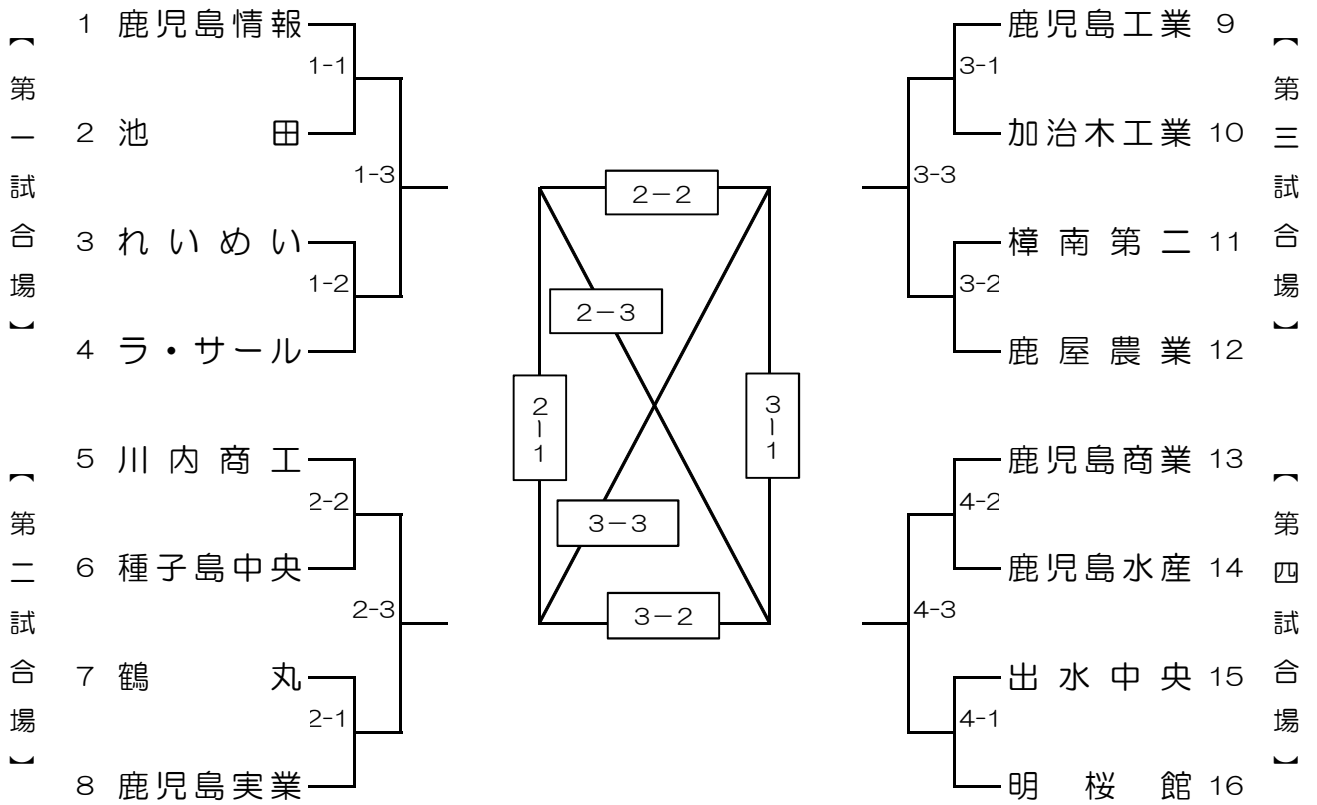 【第一試合場】
1 鹿児島情報
1-1
2 池田
1-3
3 れいめい
1-2
4 ラ・サール
【第二試合場】
5 川内商工
2-2
6 種子島中央
2-3
7 鶴丸
2-1
8 鹿児島実業
2-2
2-3
2-1
3-1
3-3
3-2
【第三試合場】
鹿児島工業 9
3-1
加治木工業 10
3-3
樟南第二 11
3-2
鹿屋農業 12
【第四試合場】
鹿児島商業 13
4-2
鹿児島水産 14
4-3
出水中央 15
4-1
明桜館 16